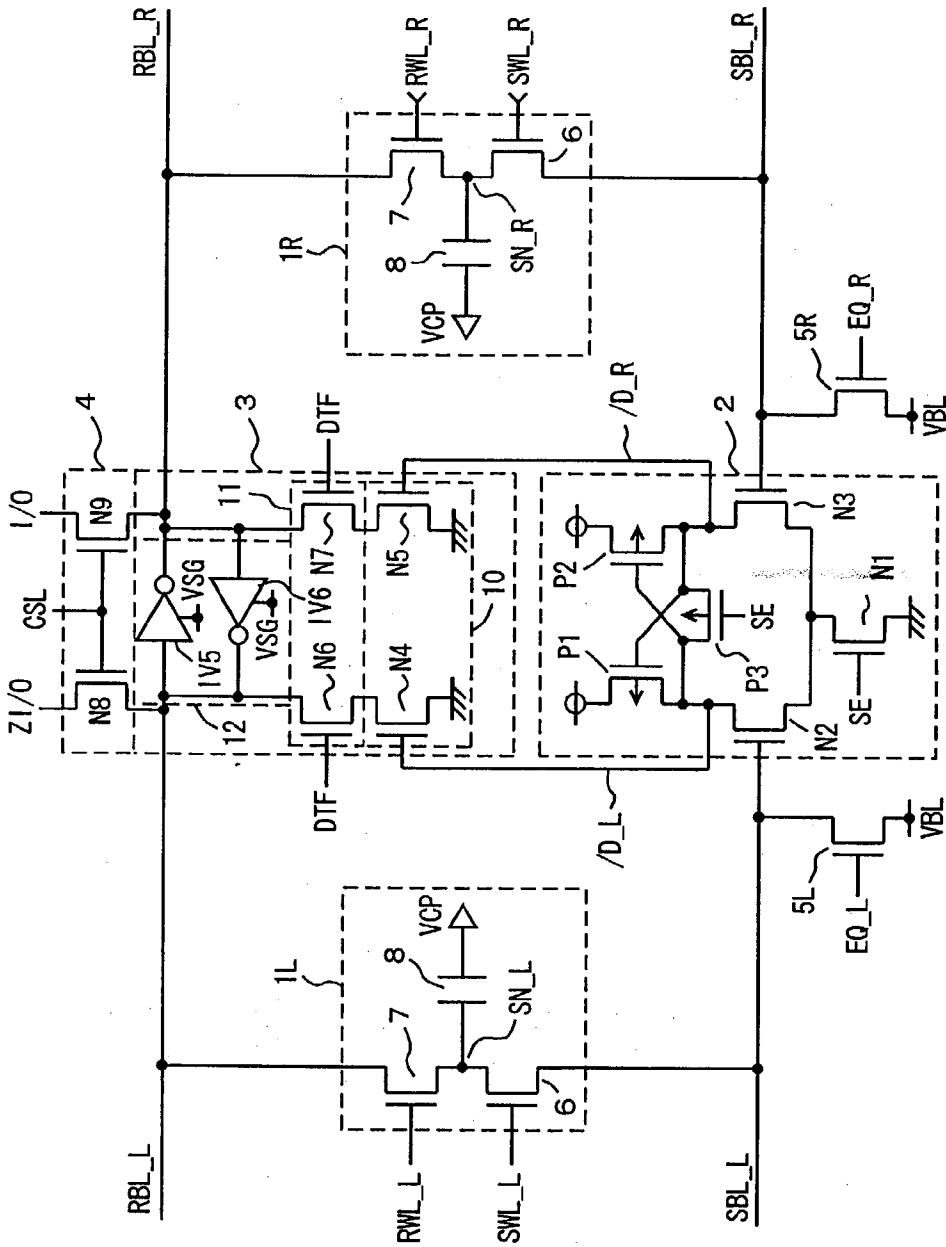 ZI/O
CSL
I/O
4
N8
N9
RBL_L
RBL_R
IV5
VSG
3
12
VSG
IV6
11
DTF
N6
N7
DTF
N4
N5
10
1L
7
8
VCP
SN_L
6
RWL_L
SWL_L
1R
7
8
VCP
SN_R
6
RWL_R
SWL_R
/D_L
/D_R
P1
P2
P3
SE
2
N2
N3
SE
N1
SBL_L
SBL_R
5L
EQ_L
VBL
5R
EQ_R
VBL